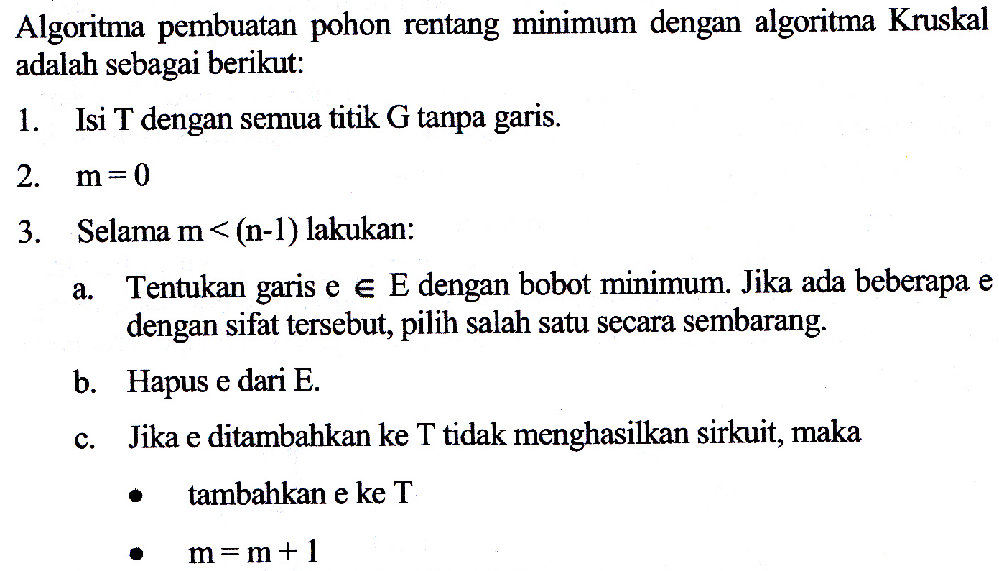 Algoritma pembuatan pohon rentang minimum dengan algoritma Kruskal
adalah sebagai berikut:
1. Isi T dengan semua titik G tanpa garis.
2. m = 0
3. Selama m < (n-1) lakukan:
a. Tentukan garis e ∈ E dengan bobot minimum. Jika ada beberapa e
dengan sifat tersebut, pilih salah satu secara sembarang.
b. Hapus e dari E.
c. Jika e ditambahkan ke T tidak menghasilkan sirkuit, maka
• tambahkan e ke T
• m = m + 1